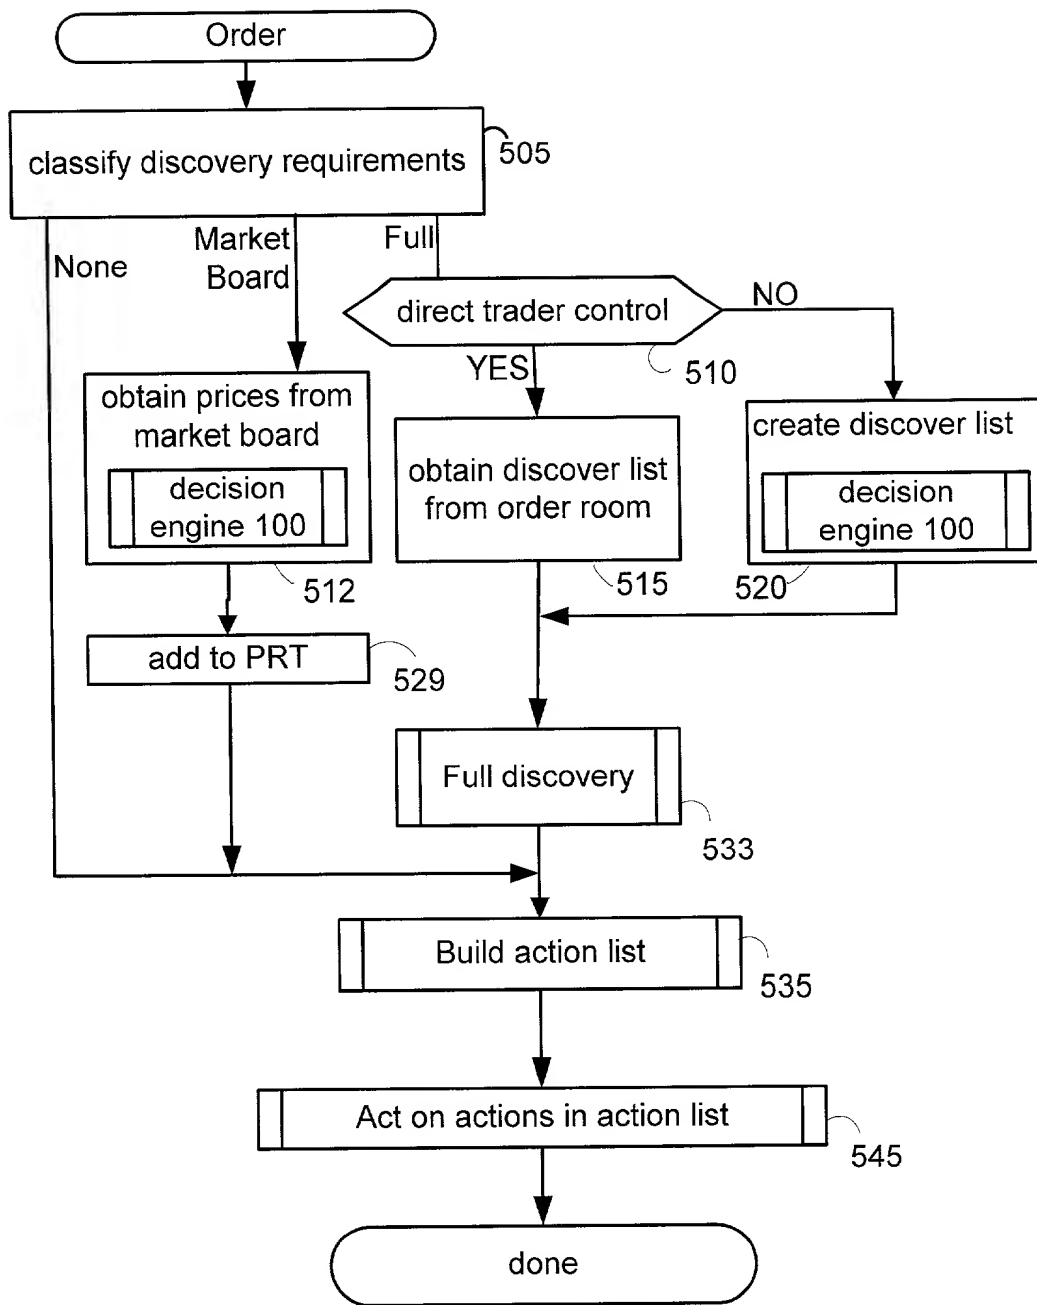 Order
classify discovery requirements
505
None
Market
Board
Full
direct trader control
NO
YES
510
obtain prices from
market board
decision
engine 100
512
obtain discover list
from order room
515
create discover list
decision
engine 100
520
add to PRT
529
Full discovery
533
Build action list
535
Act on actions in action list
545
done